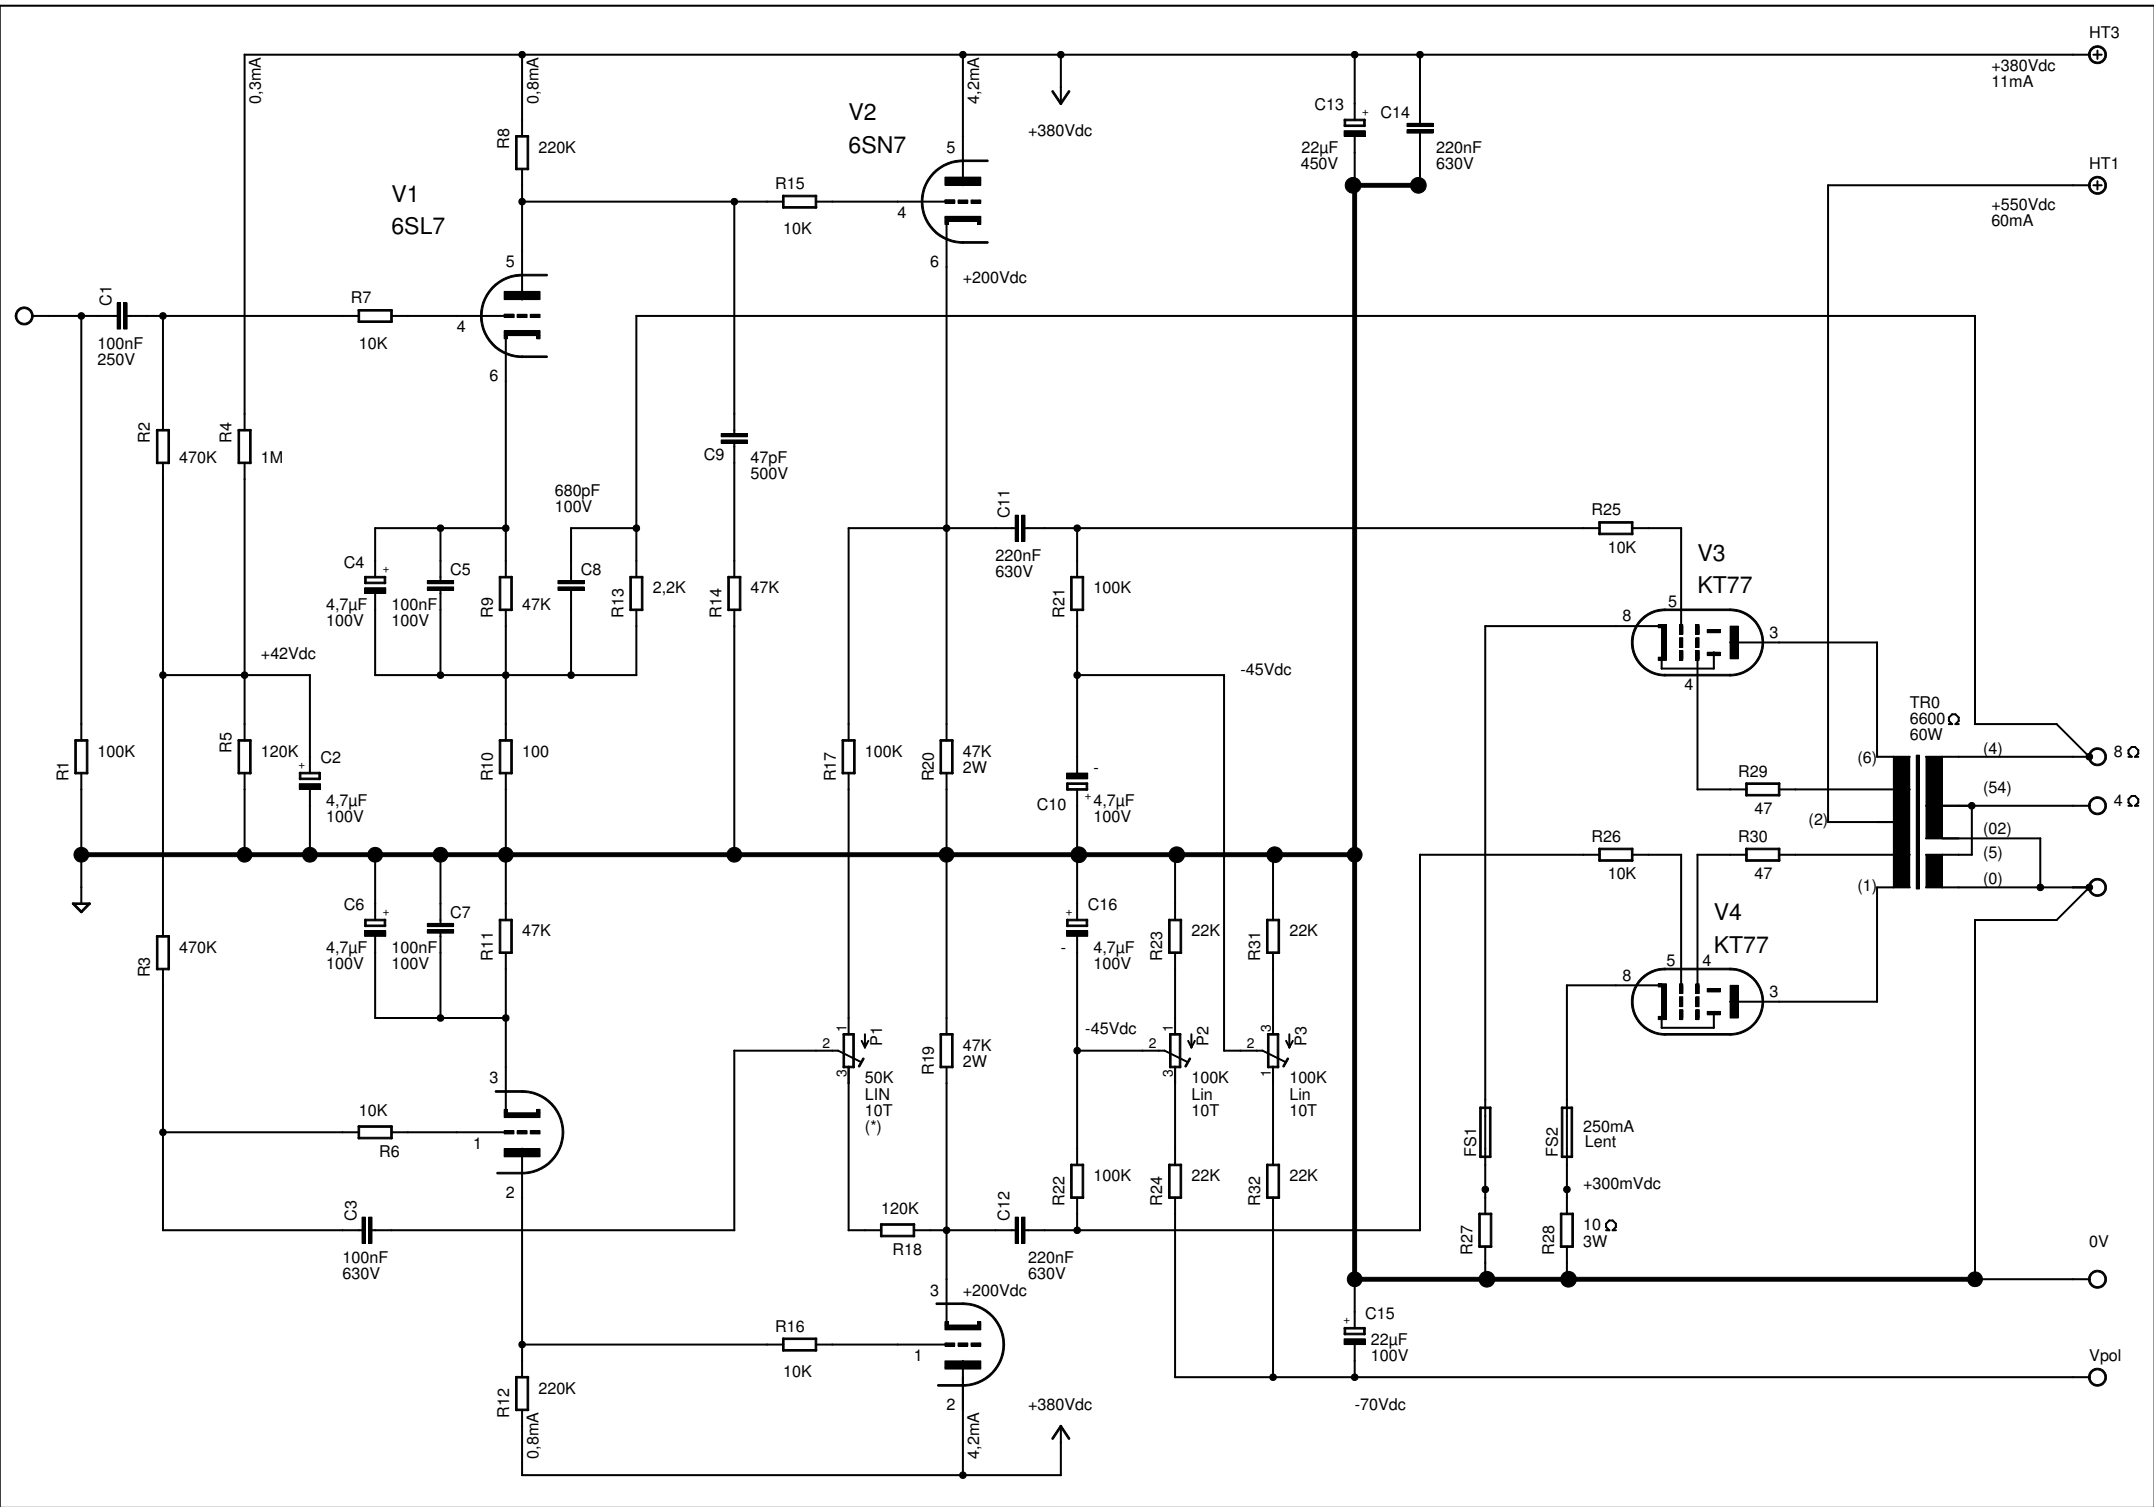 HT3
+380Vdc
11mA
0,3mA
0,8mA
4,2mA
+380Vdc
C13
+
22µF
450V
C14
220nF
630V
HT1
+550Vdc
60mA
R8
220K
V2
6SN7
5
4
6
+200Vdc
R15
10K
V1
6SL7
5
4
6
C1
100nF
250V
R7
10K
R2
470K
R4
1M
C9
47pF
500V
680pF
100V
C4
+
4,7µF
100V
C5
100nF
100V
R9
47K
C8
R13
2,2K
R14
47K
C11
220nF
630V
R21
100K
R25
10K
V3
KT77
8
5
3
4
+42Vdc
-45Vdc
R1
100K
R5
120K
C2
+
4,7µF
100V
R10
100
R17
100K
R20
47K
2W
C10
-
+
4,7µF
100V
TR0
6600Ω
60W
(6)
(2)
(1)
(4)
(54)
(02)
(5)
(0)
8 Ω
4 Ω
R29
47
R30
47
R26
10K
V4
KT77
8
5
4
3
R3
470K
C6
+
4,7µF
100V
C7
100nF
100V
R11
47K
C16
+
-
4,7µF
100V
R23
22K
R31
22K
-45Vdc
P1
1
2
3
50K
LIN
10T
(*)
R19
47K
2W
P2
1
2
3
100K
Lin
10T
P3
3
2
1
100K
Lin
10T
10K
R6
3
1
2
C3
100nF
630V
120K
R18
C12
220nF
630V
R22
100K
R24
22K
R32
22K
FS1
FS2
250mA
Lent
+300mVdc
R27
R28
10Ω
3W
0V
3
+200Vdc
1
2
R16
10K
R12
220K
0,8mA
4,2mA
+380Vdc
+
C15
22µF
100V
-70Vdc
Vpol